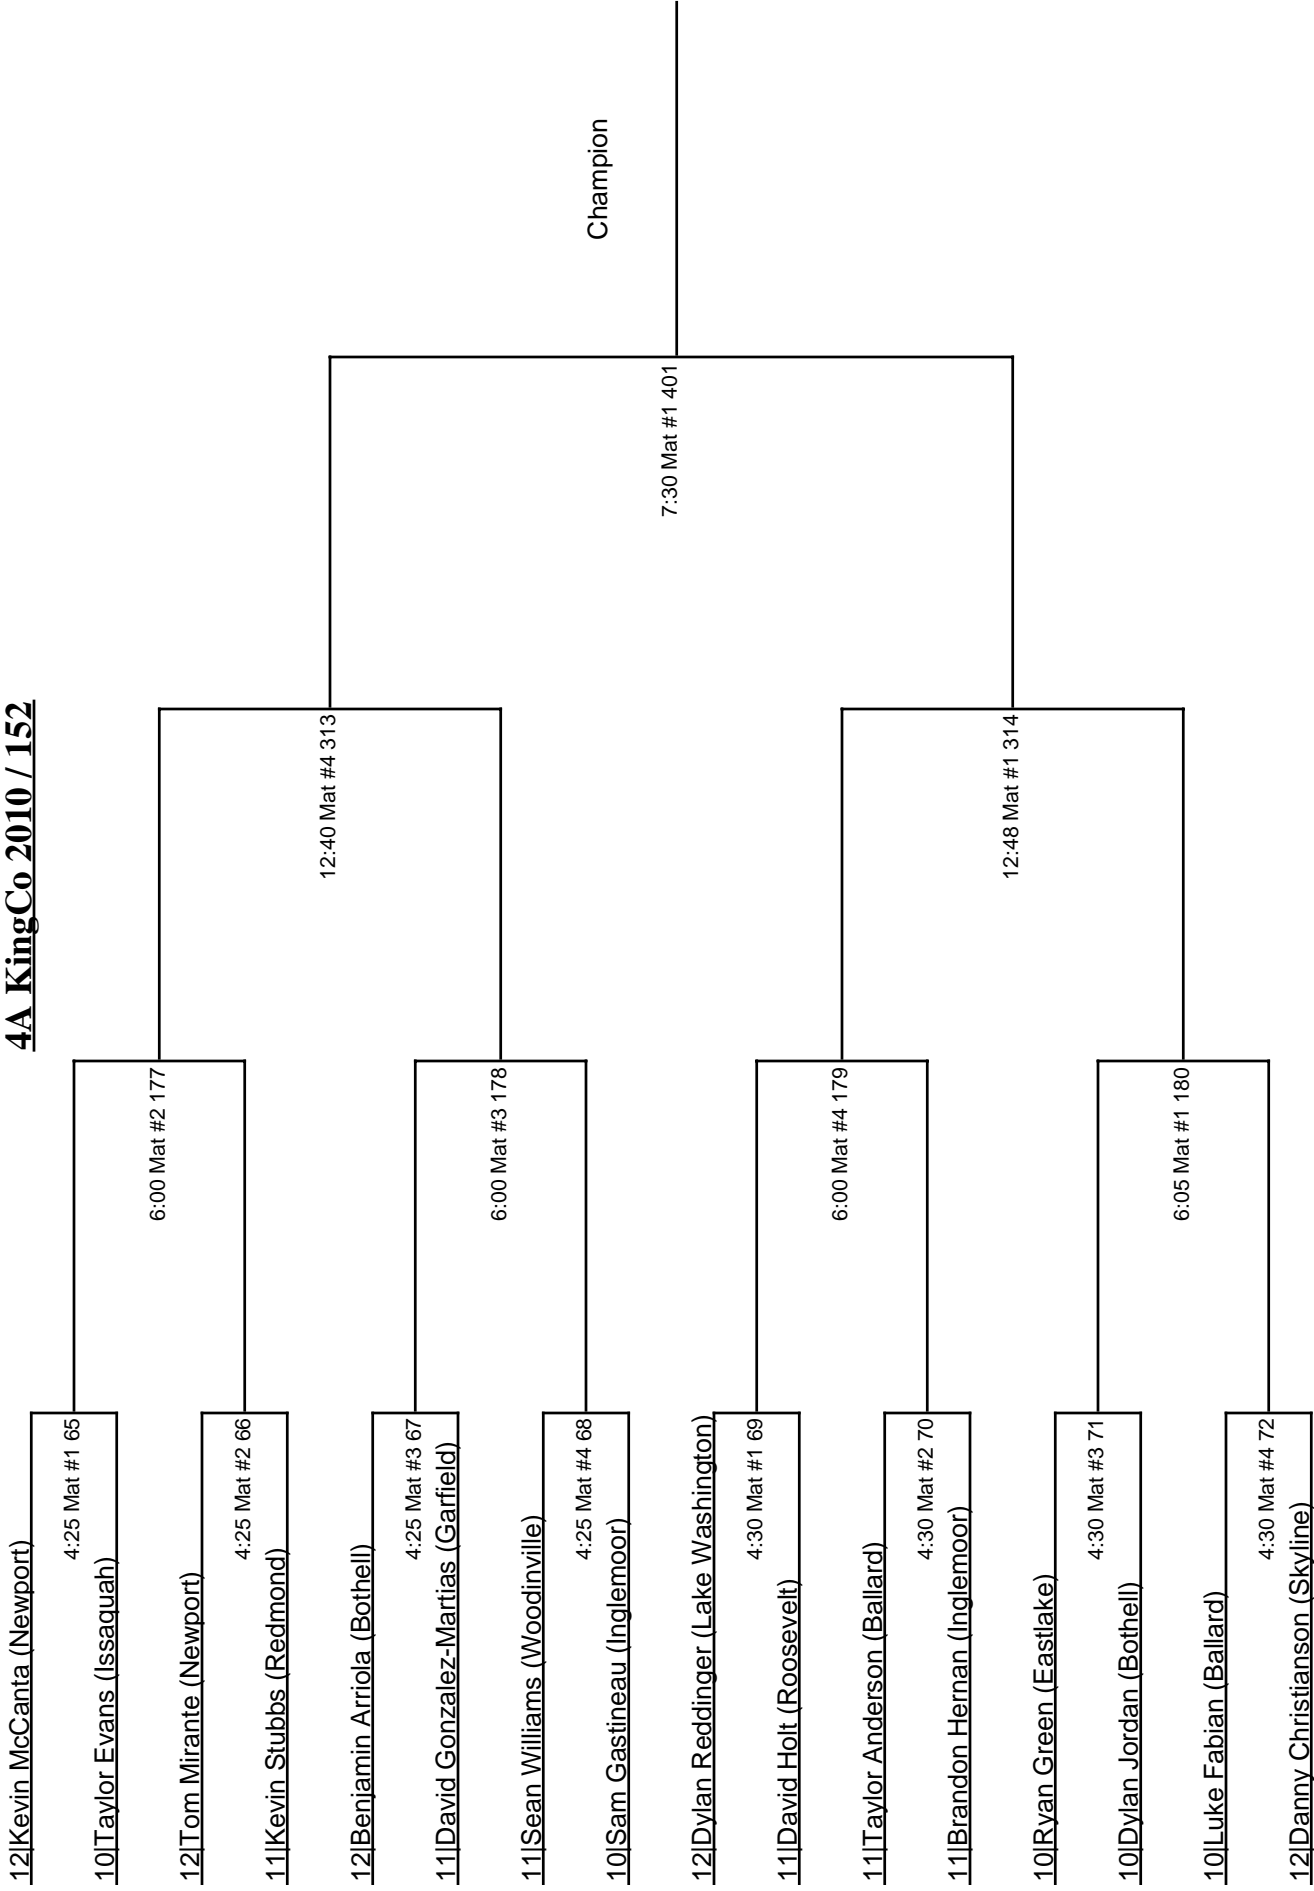 4A KingCo 2010 / 152
12|Kevin McCanta (Newport)
4:25 Mat #1 65
10|Taylor Evans (Issaquah)
6:00 Mat #2 177
12|Tom Mirante (Newport)
4:25 Mat #2 66
11|Kevin Stubbs (Redmond)
12:40 Mat #4 313
12|Benjamin Arriola (Bothell)
4:25 Mat #3 67
11|David Gonzalez-Martias (Garfield)
6:00 Mat #3 178
11|Sean Williams (Woodinville)
4:25 Mat #4 68
10|Sam Gastineau (Inglemoor)
Champion
7:30 Mat #1 401
12|Dylan Reddinger (Lake Washington)
4:30 Mat #1 69
11|David Holt (Roosevelt)
6:00 Mat #4 179
11|Taylor Anderson (Ballard)
4:30 Mat #2 70
11|Brandon Hernan (Inglemoor)
12:48 Mat #1 314
10|Ryan Green (Eastlake)
4:30 Mat #3 71
10|Dylan Jordan (Bothell)
6:05 Mat #1 180
10|Luke Fabian (Ballard)
4:30 Mat #4 72
12|Danny Christianson (Skyline)